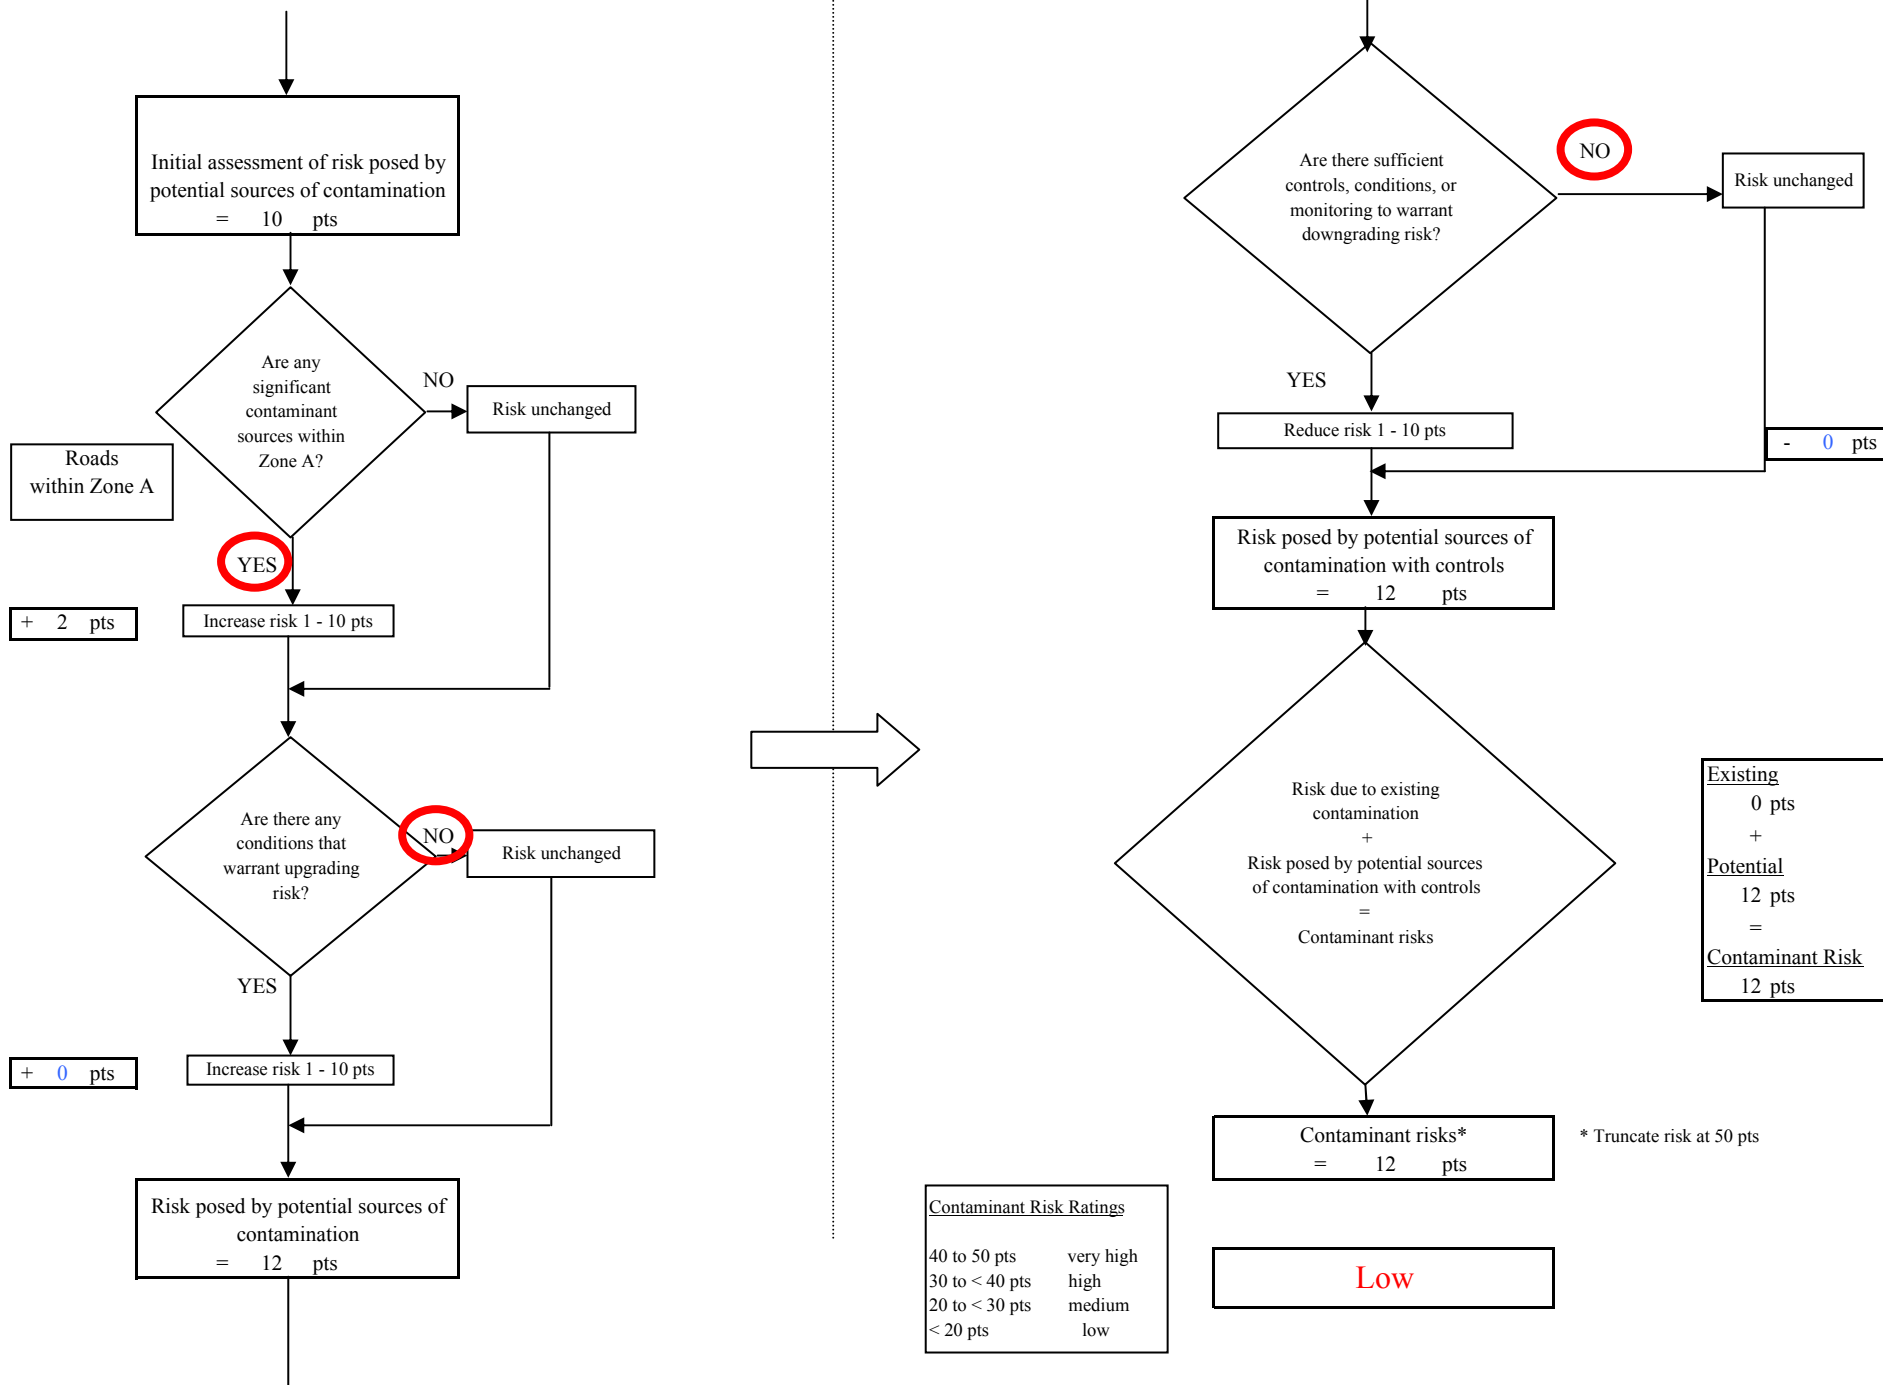 Initial assessment of risk posed by
potential sources of contamination
= 10 pts
Are any
significant
contaminant
sources within
Zone A?
NO
Risk unchanged
Roads
within Zone A
YES
+ 2 pts
Increase risk 1 - 10 pts
Are there any
conditions that
warrant upgrading
risk?
NO
Risk unchanged
YES
+ 0 pts
Increase risk 1 - 10 pts
Risk posed by potential sources of
contamination
= 12 pts
Are there sufficient
controls, conditions, or
monitoring to warrant
downgrading risk?
NO
Risk unchanged
YES
Reduce risk 1 - 10 pts
- 0 pts
Risk posed by potential sources of
contamination with controls
= 12 pts
Risk due to existing
contamination
+
Risk posed by potential sources
of contamination with controls
=
Contaminant risks
Existing
0 pts
+
Potential
12 pts
=
Contaminant Risk
12 pts
Contaminant risks*
= 12 pts
* Truncate risk at 50 pts
Contaminant Risk Ratings
40 to 50 pts very high
30 to < 40 pts high
20 to < 30 pts medium
< 20 pts low
Low